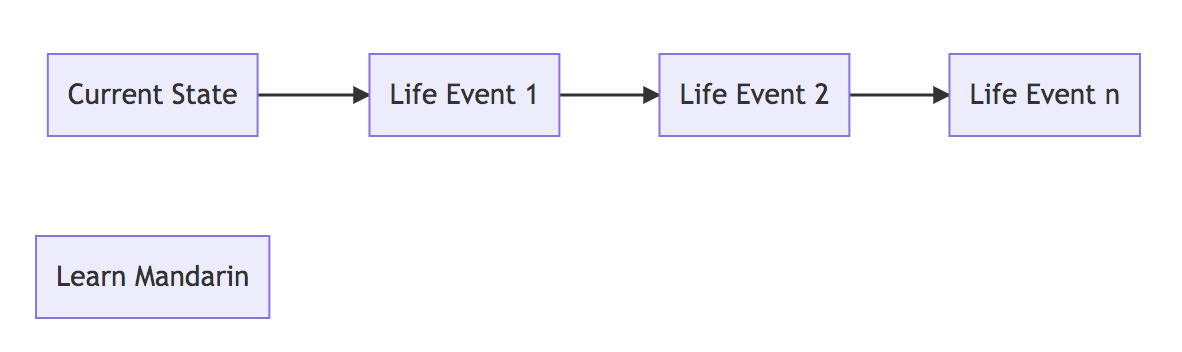 Current State
Life Event 1
Life Event 2
Life Event n
Learn Mandarin